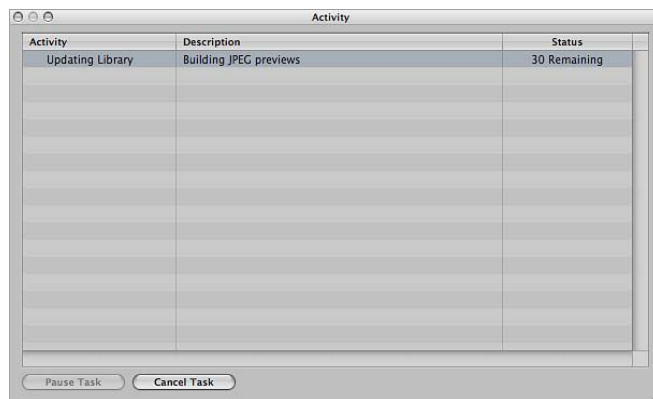 Activity
Activity Description Status
Updating Library Building JPEG previews 30 Remaining
Pause Task Cancel Task